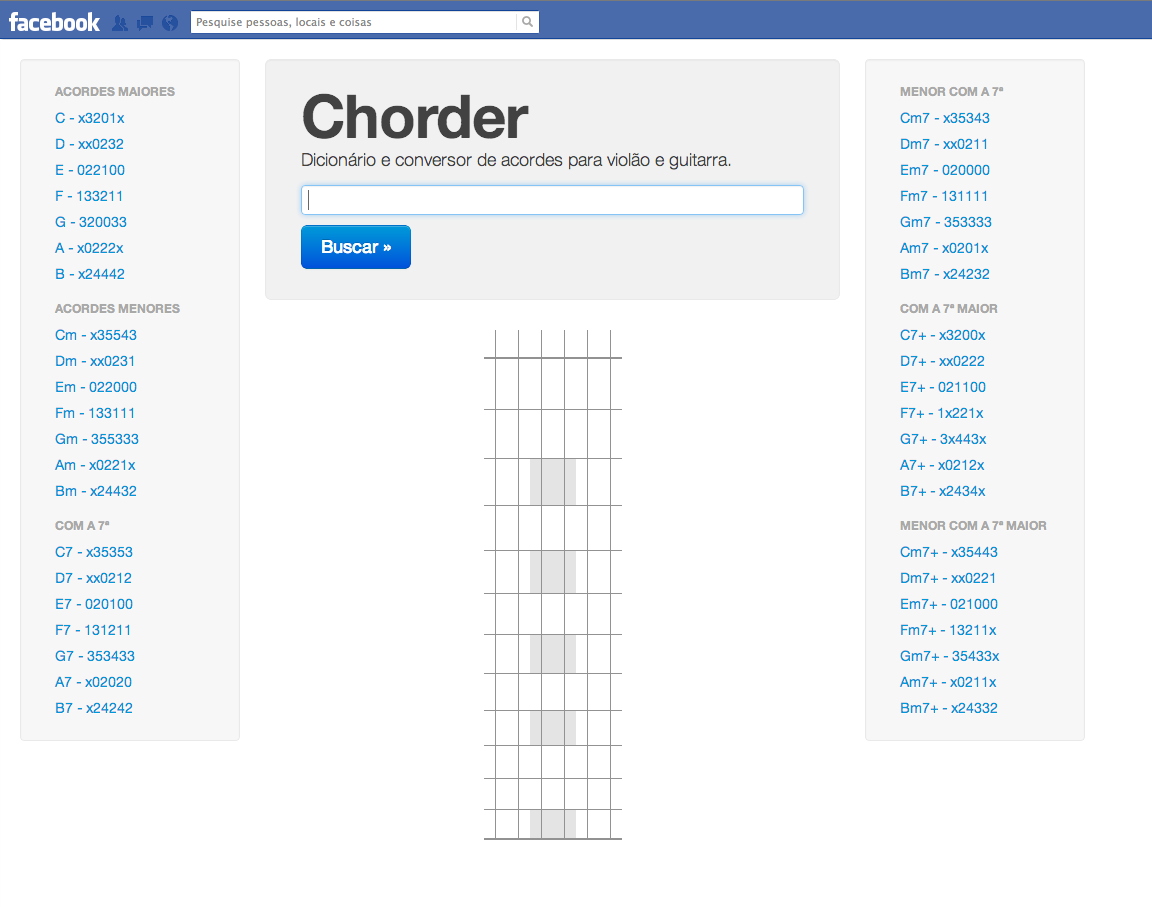 facebook
Pesquise pessoas, locais e coisas
ACORDES MAIORES
C - x3201x
D - xx0232
E - 022100
F - 133211
G - 320033
A - x0222x
B - x24442
ACORDES MENORES
Cm - x35543
Dm - xx0231
Em - 022000
Fm - 133111
Gm - 355333
Am - x0221x
Bm - x24432
COM A 7ª
C7 - x35353
D7 - xx0212
E7 - 020100
F7 - 131211
G7 - 353433
A7 - x02020
B7 - x24242
Chorder
Dicionário e conversor de acordes para violão e guitarra.
Buscar »
MENOR COM A 7ª
Cm7 - x35343
Dm7 - xx0211
Em7 - 020000
Fm7 - 131111
Gm7 - 353333
Am7 - x0201x
Bm7 - x24232
COM A 7ª MAIOR
C7+ - x3200x
D7+ - xx0222
E7+ - 021100
F7+ - 1x221x
G7+ - 3x443x
A7+ - x0212x
B7+ - x2434x
MENOR COM A 7ª MAIOR
Cm7+ - x35443
Dm7+ - xx0221
Em7+ - 021000
Fm7+ - 13211x
Gm7+ - 35433x
Am7+ - x0211x
Bm7+ - x24332